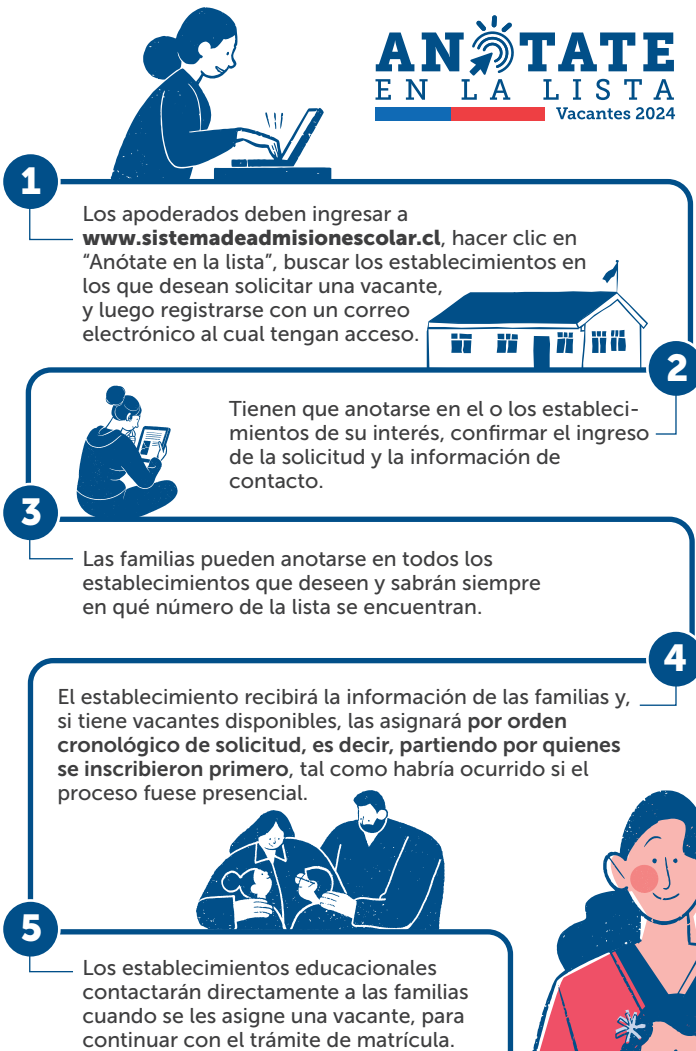 ANÓTATE
EN LA LISTA
Vacantes 2024
1
Los apoderados deben ingresar a
www.sistemadeadmisionescolar.cl, hacer clic en
“Anótate en la lista”, buscar los establecimientos en
los que desean solicitar una vacante,
y luego registrarse con un correo
electrónico al cual tengan acceso.
2
Tienen que anotarse en el o los estableci-
mientos de su interés, confirmar el ingreso
de la solicitud y la información de
contacto.
3
Las familias pueden anotarse en todos los
establecimientos que deseen y sabrán siempre
en qué número de la lista se encuentran.
4
El establecimiento recibirá la información de las familias y,
si tiene vacantes disponibles, las asignará por orden
cronológico de solicitud, es decir, partiendo por quienes
se inscribieron primero, tal como habría ocurrido si el
proceso fuese presencial.
5
Los establecimientos educacionales
contactarán directamente a las familias
cuando se les asigne una vacante, para
continuar con el trámite de matrícula.